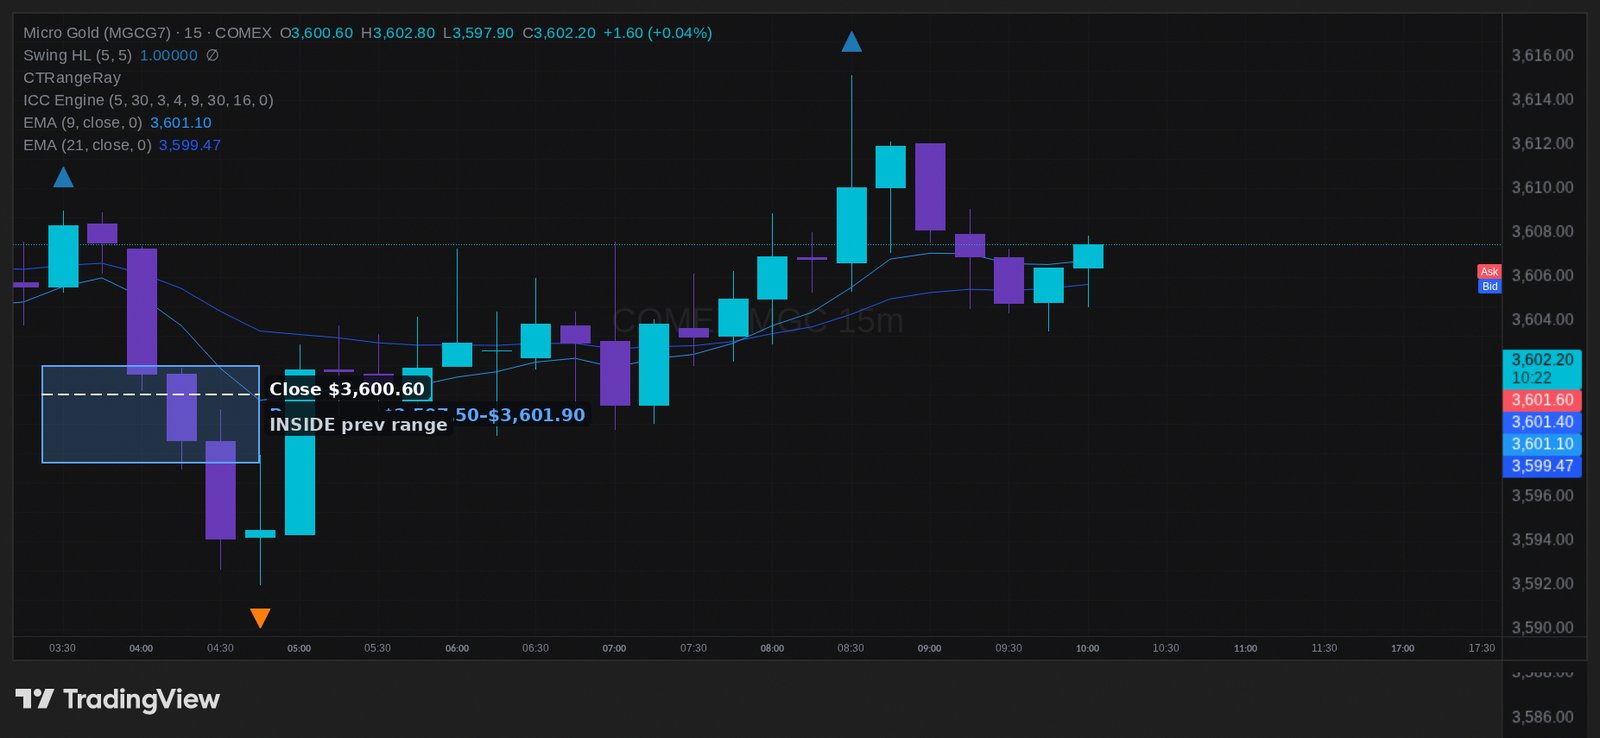 Micro Gold (MGCG7) · 15 · COMEX O3,600.60 H3,602.80 L3,597.90 C3,602.20 +1.60 (+0.04%)
Swing HL (5, 5) 1.00000 ∅
CTRangeRay
ICC Engine (5, 30, 3, 4, 9, 30, 16, 0)
EMA (9, close, 0) 3,601.10
EMA (21, close, 0) 3,599.47
MGC 15m
Close $3,600.60
.50–$3,601.90
INSIDE prev range
3,616.00
3,614.00
3,612.00
3,610.00
3,608.00
Ask
3,606.00
Bid
3,604.00
3,602.20
10:22
3,601.60
3,601.40
3,601.10
3,599.47
3,596.00
3,594.00
3,592.00
3,590.00
03:30 04:00 04:30 05:00 05:30 06:00 06:30 07:00 07:30 08:00 08:30 09:00 09:30 10:00 10:30 11:00 11:30 17:00 17:30
3,586.00
TradingView